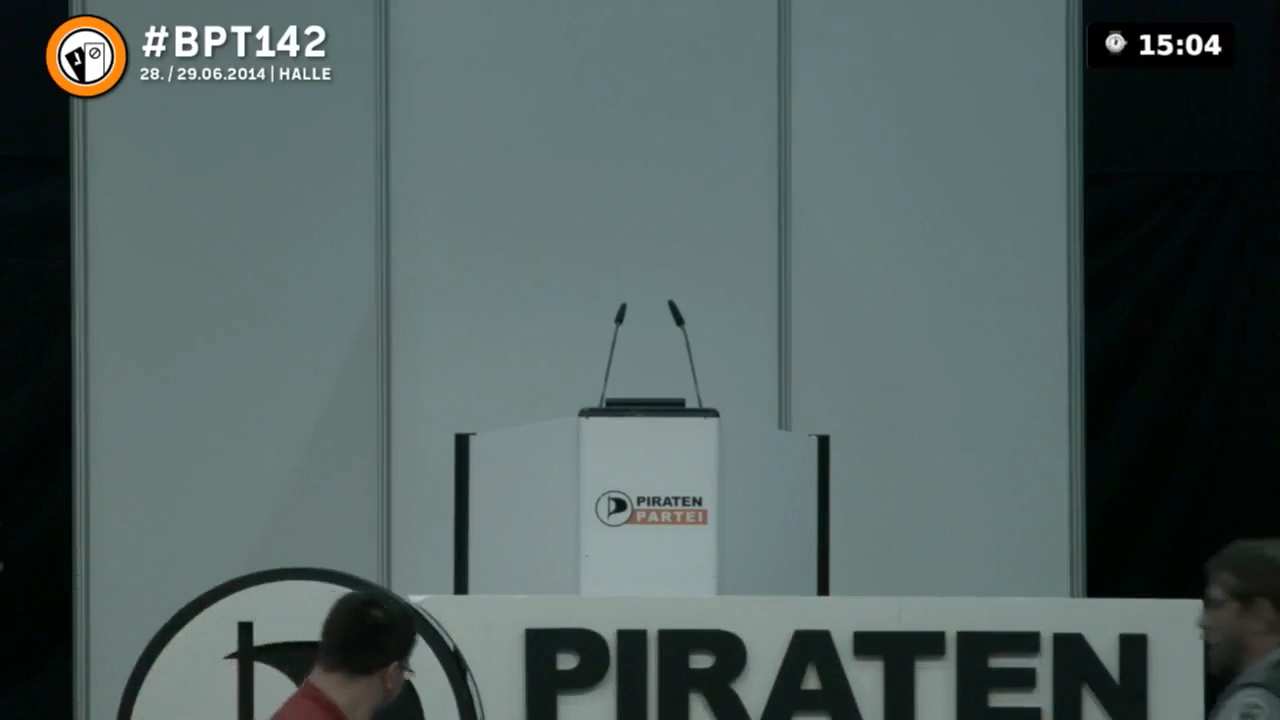 #BPT142
28. / 29.06.2014 | HALLE
15:04
PIRATEN
PARTEI
PIRATEN